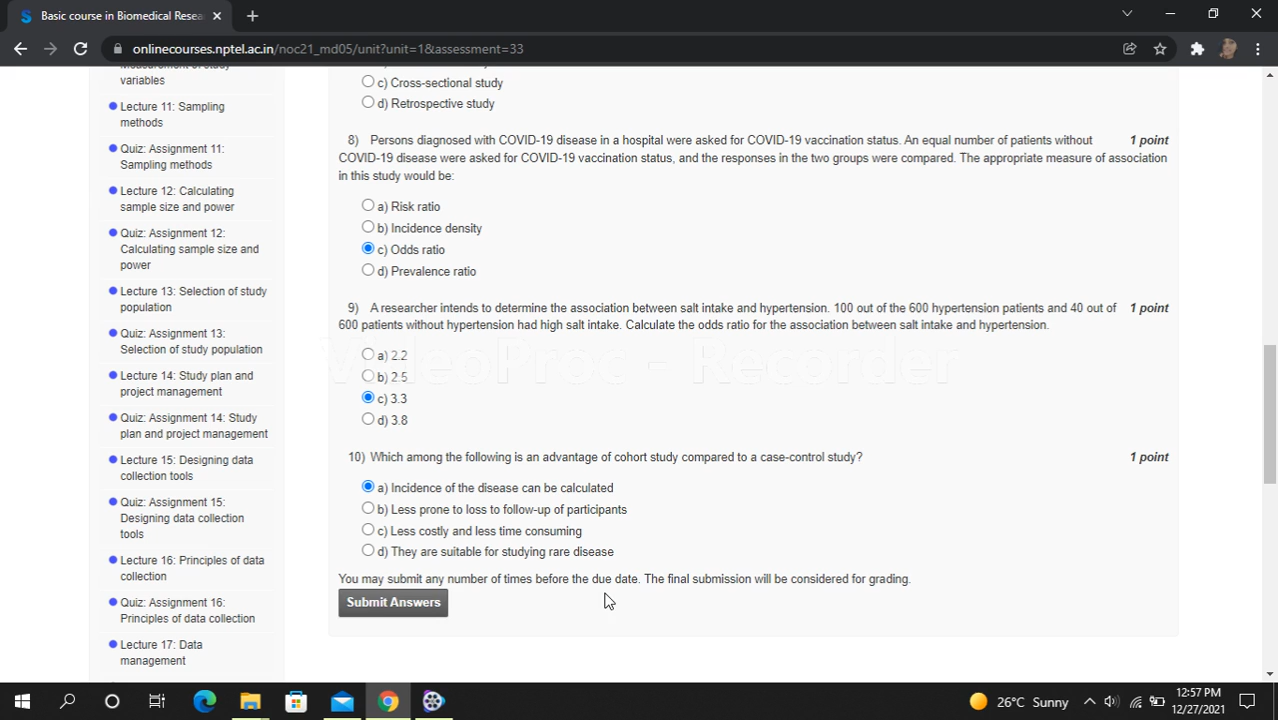 Basic course in Biomedical Resea
onlinecourses.nptel.ac.in/noc21_md05/unit?unit=1&assessment=33
variables
Lecture 11: Sampling
methods
Quiz: Assignment 11:
Sampling methods
Lecture 12: Calculating
sample size and power
Quiz: Assignment 12:
Calculating sample size and
power
Lecture 13: Selection of study
population
Quiz: Assignment 13:
Selection of study population
Lecture 14: Study plan and
project management
Quiz: Assignment 14: Study
plan and project management
Lecture 15: Designing data
collection tools
Quiz: Assignment 15:
Designing data collection
tools
Lecture 16: Principles of data
collection
Quiz: Assignment 16:
Principles of data collection
Lecture 17: Data
management
c) Cross-sectional study
d) Retrospective study
8) Persons diagnosed with COVID-19 disease in a hospital were asked for COVID-19 vaccination status. An equal number of patients without 1 point
COVID-19 disease were asked for COVID-19 vaccination status, and the responses in the two groups were compared. The appropriate measure of association
in this study would be:
a) Risk ratio
b) Incidence density
c) Odds ratio
d) Prevalence ratio
9) A researcher intends to determine the association between salt intake and hypertension. 100 out of the 600 hypertension patients and 40 out of 1 point
600 patients without hypertension had high salt intake. Calculate the odds ratio for the association between salt intake and hypertension.
VideoProc - Recorder
a) 2.2
b) 2.5
c) 3.3
d) 3.8
10) Which among the following is an advantage of cohort study compared to a case-control study? 1 point
a) Incidence of the disease can be calculated
b) Less prone to loss to follow-up of participants
c) Less costly and less time consuming
d) They are suitable for studying rare disease
You may submit any number of times before the due date. The final submission will be considered for grading.
Submit Answers
26°C Sunny
12:57 PM
12/27/2021